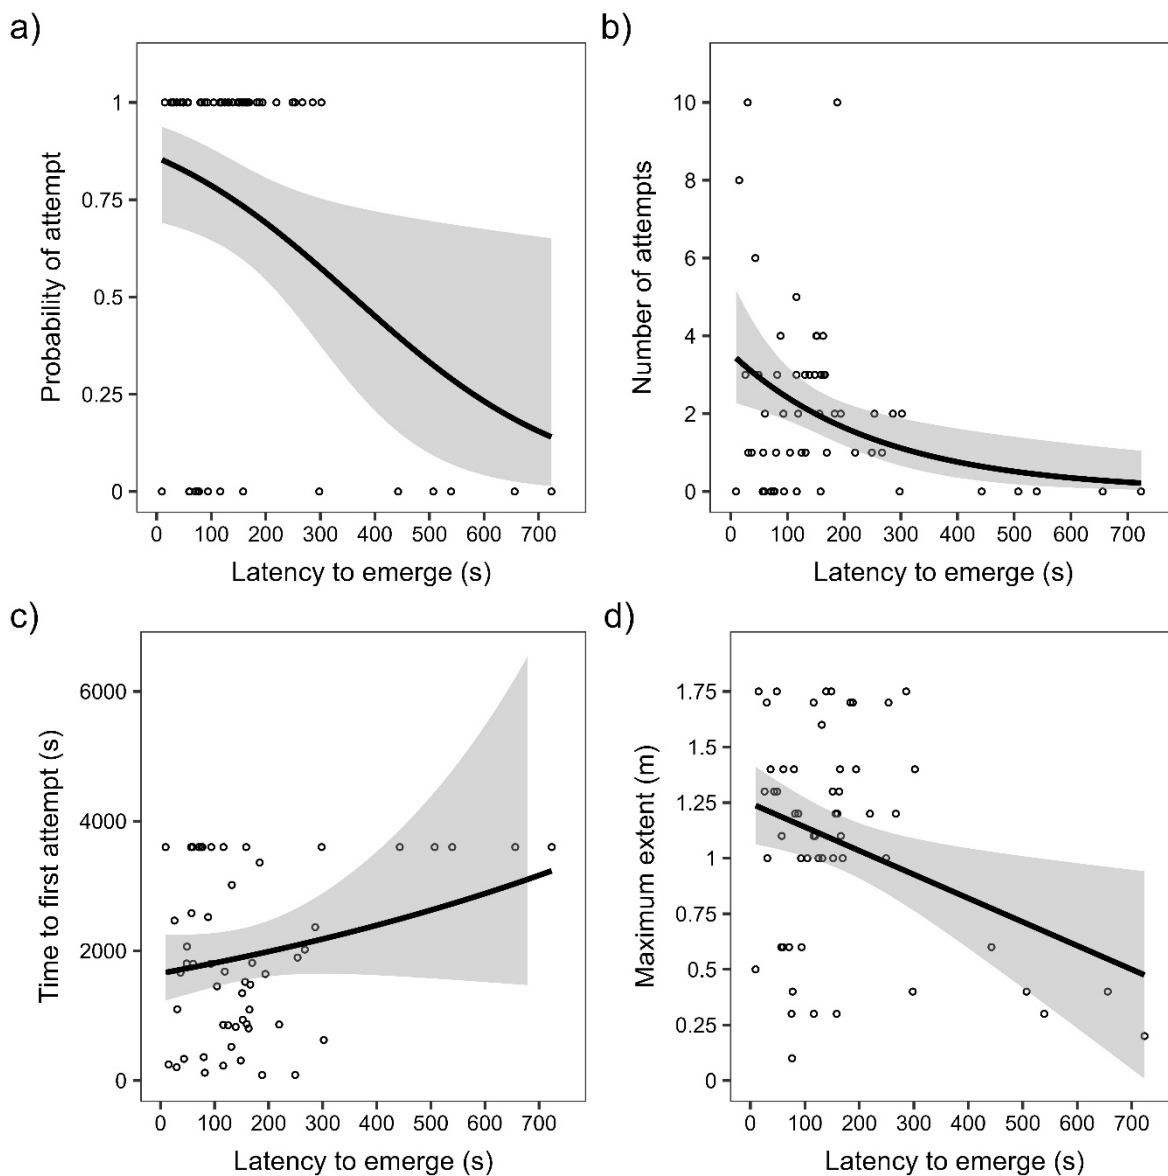 a)
1
0.75
0.5
0.25
0
Probability of attempt
0 100 200 300 400 500 600 700
Latency to emerge (s)
b)
10
8
6
4
2
0
Number of attempts
0 100 200 300 400 500 600 700
Latency to emerge (s)
c)
6000
4000
2000
0
Time to first attempt (s)
0 100 200 300 400 500 600 700
Latency to emerge (s)
d)
1.75
1.5
1.25
1
0.75
0.5
0.25
0
Maximum extent (m)
0 100 200 300 400 500 600 700
Latency to emerge (s)